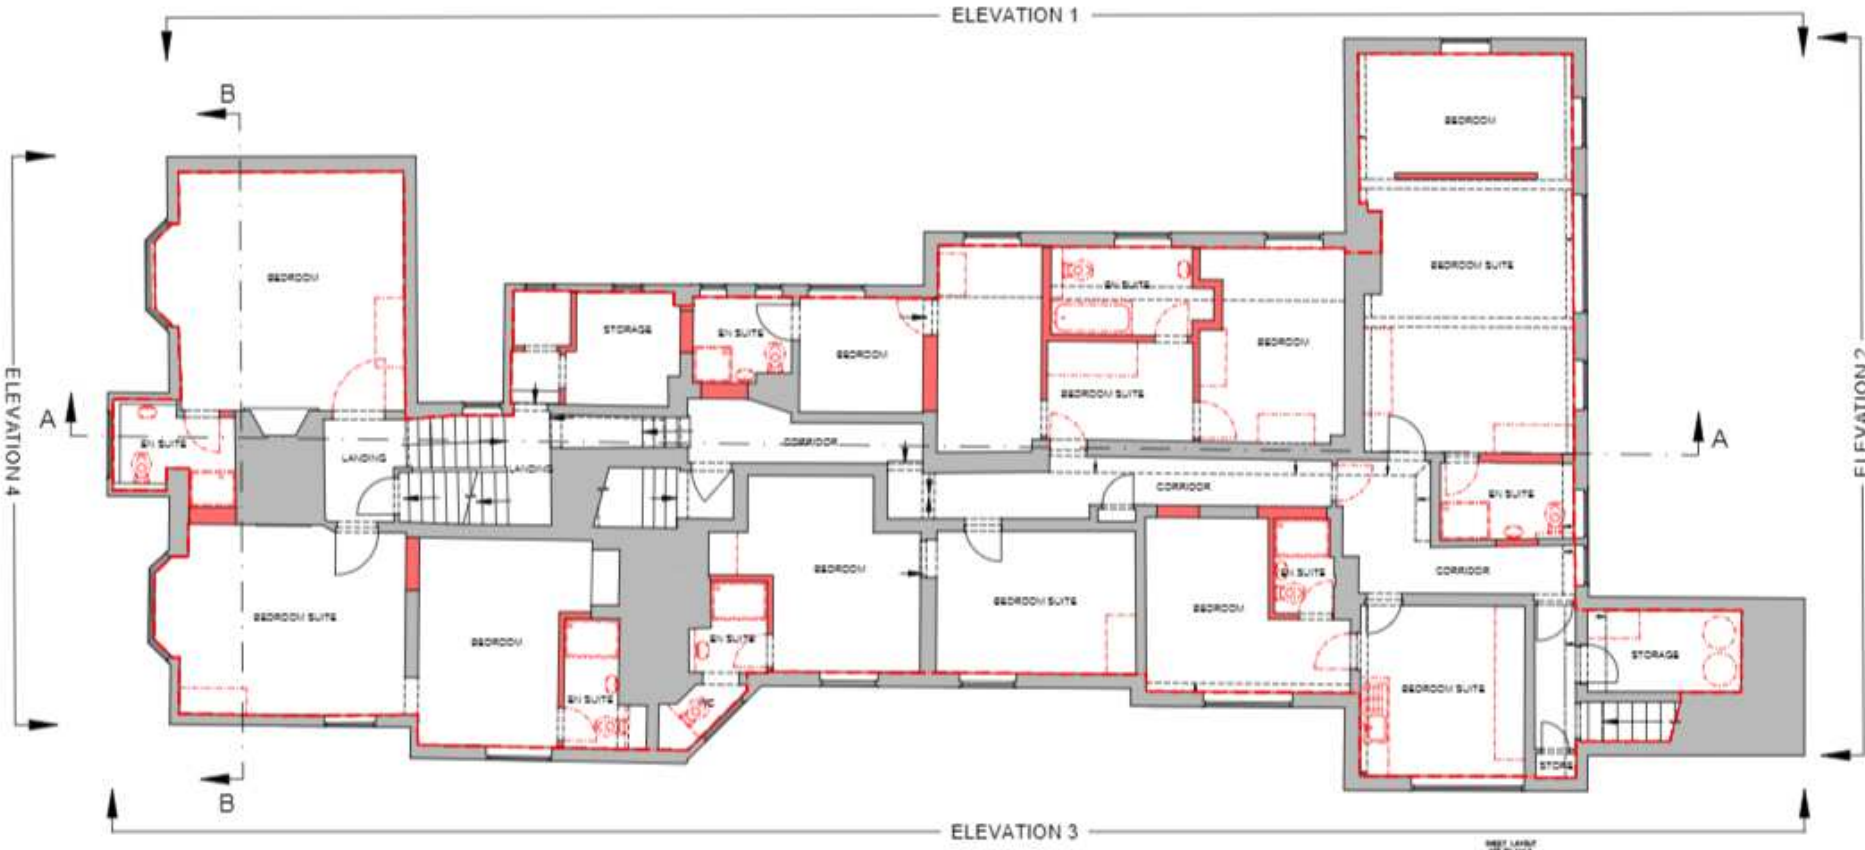 ELEVATION 1
B
BEDROOM
BEDROOM
BEDROOM SUITE
ELEVATION 2
ELEVATION 4
STORAGE
EN SUITE
BEDROOM
EN SUITE
BEDROOM
BEDROOM SUITE
A
EN SUITE
LANDING
LANDING
CORRIDOR
A
CORRIDOR
EN SUITE
BEDROOM SUITE
BEDROOM
EN SUITE
BEDROOM
BEDROOM SUITE
BEDROOM
EN SUITE
CORRIDOR
STORAGE
EN SUITE
WC
BEDROOM SUITE
STORE
B
ELEVATION 3